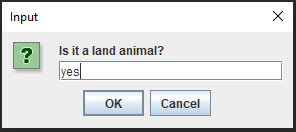 Input
Is it a land animal?
yes
OK
Cancel